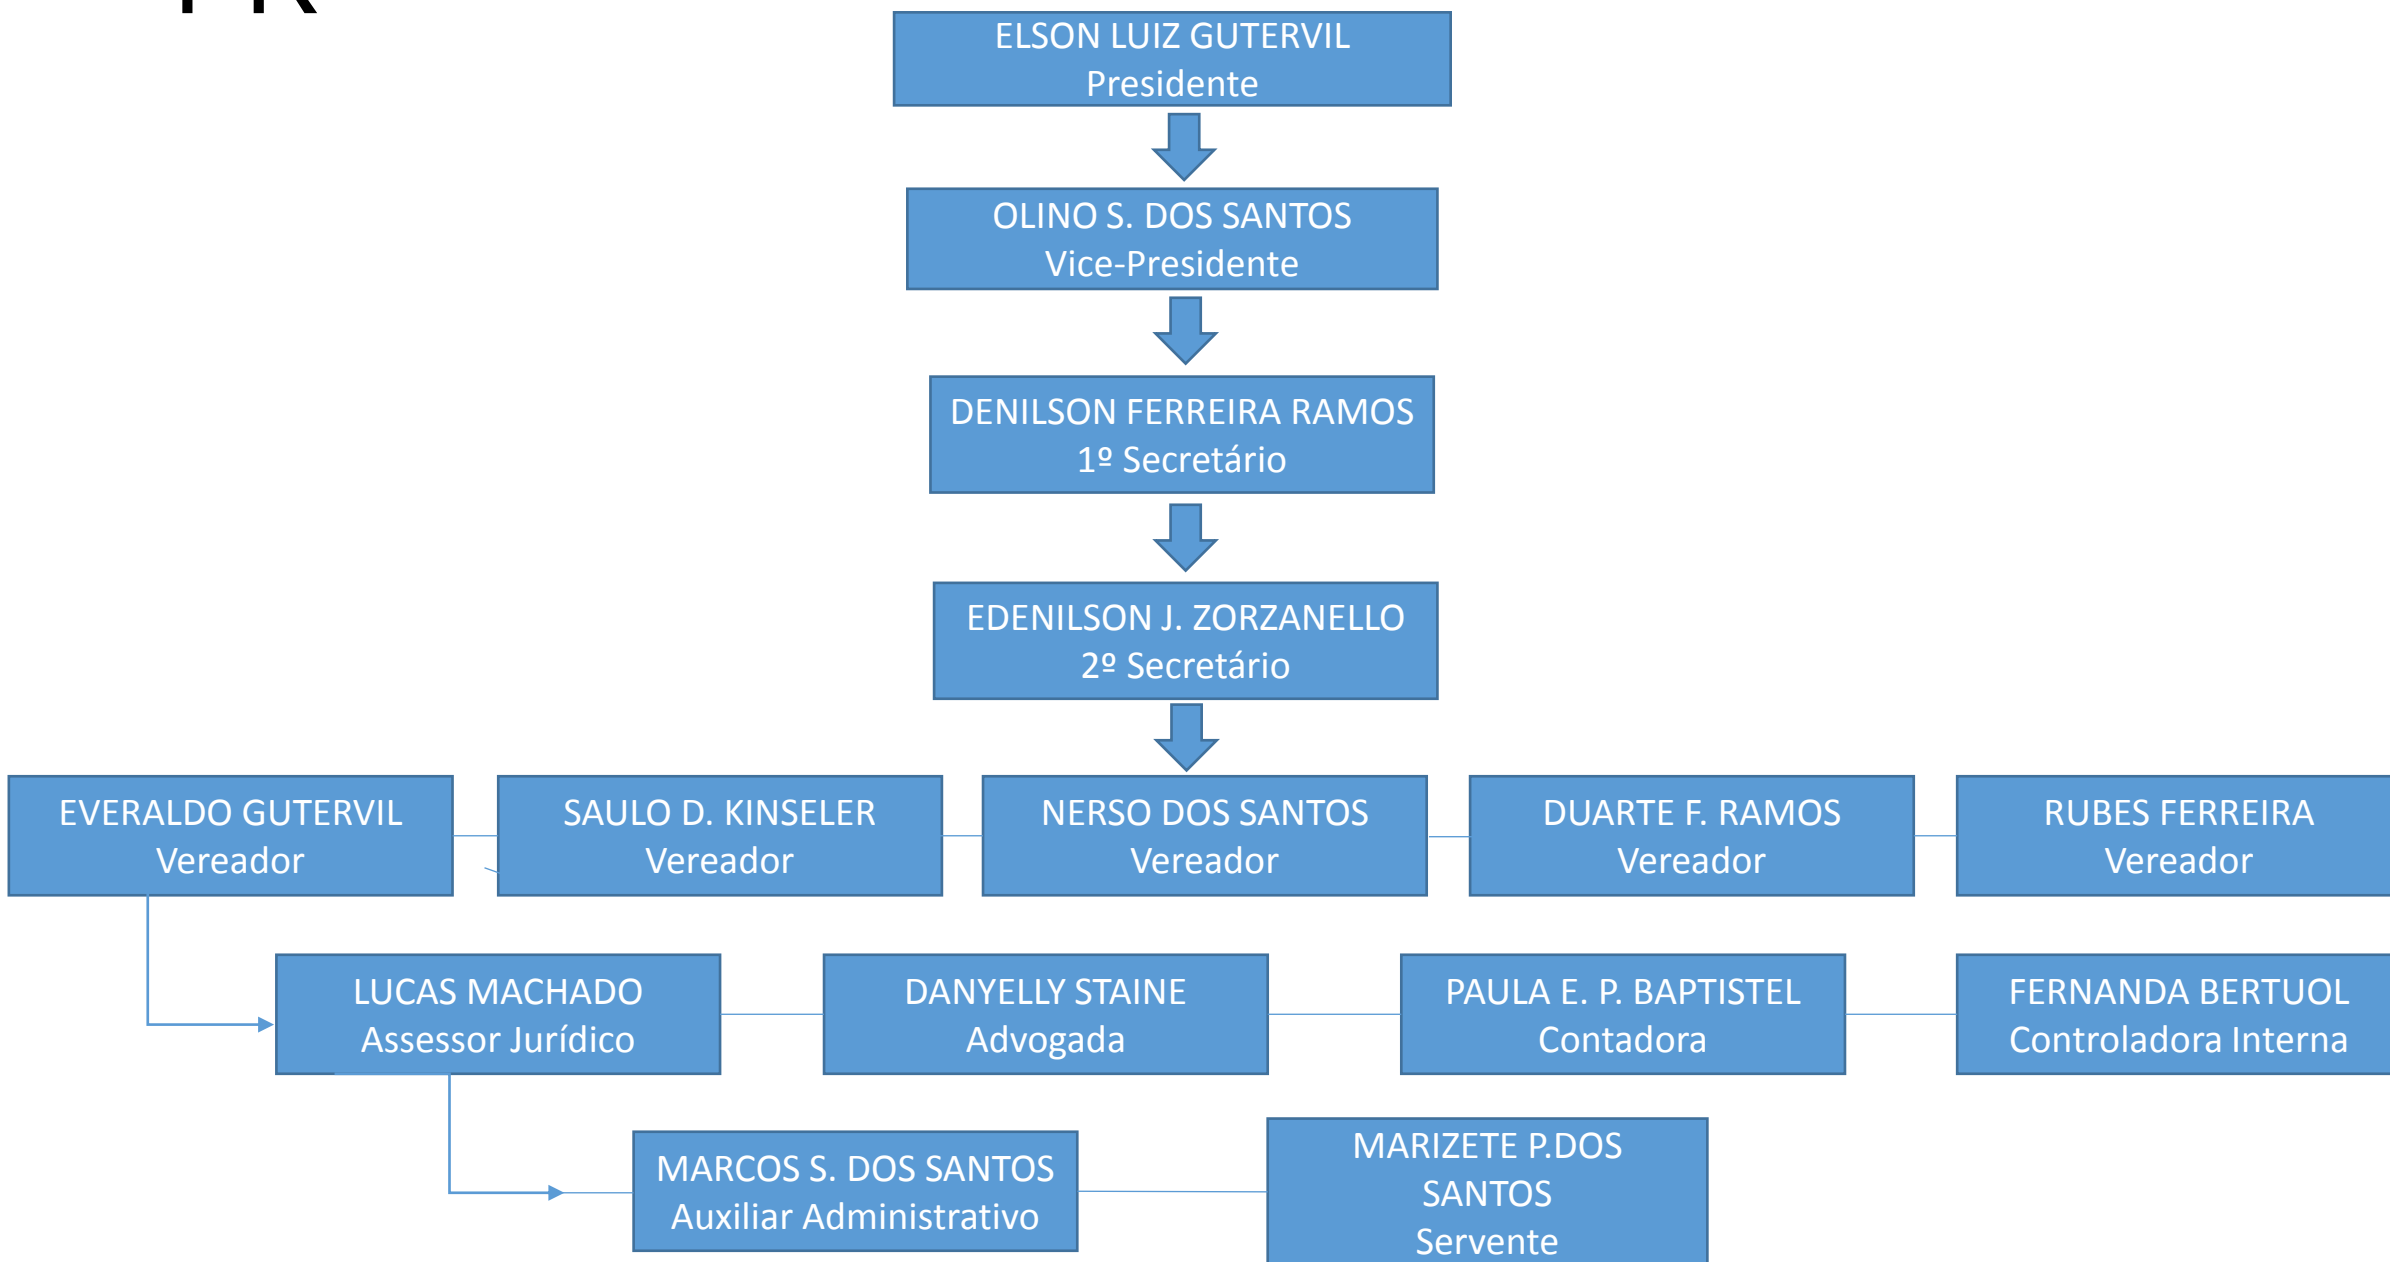 PR
ELSON LUIZ GUTERVIL
Presidente
OLINO S. DOS SANTOS
Vice-Presidente
DENILSON FERREIRA RAMOS
1º Secretário
EDENILSON J. ZORZANELLO
2º Secretário
EVERALDO GUTERVIL
Vereador
SAULO D. KINSELER
Vereador
NERSO DOS SANTOS
Vereador
DUARTE F. RAMOS
Vereador
RUBES FERREIRA
Vereador
LUCAS MACHADO
Assessor Jurídico
DANYELLY STAINE
Advogada
PAULA E. P. BAPTISTEL
Contadora
FERNANDA BERTUOL
Controladora Interna
MARCOS S. DOS SANTOS
Auxiliar Administrativo
MARIZETE P.DOS
SANTOS
Servente